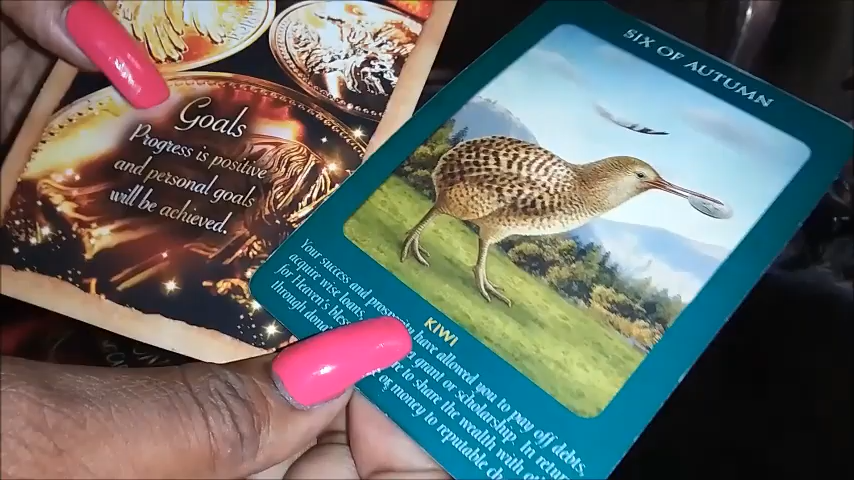 Goals
Progress is positive
and personal goals
will be achieved.
SIX OF AUTUMN
KIWI
Your success and prosperity have allowed you to pay off debts,
acquire wise loans a grant or scholarship. In return,
for Heaven's to share the wealth with others
through of money to reputable